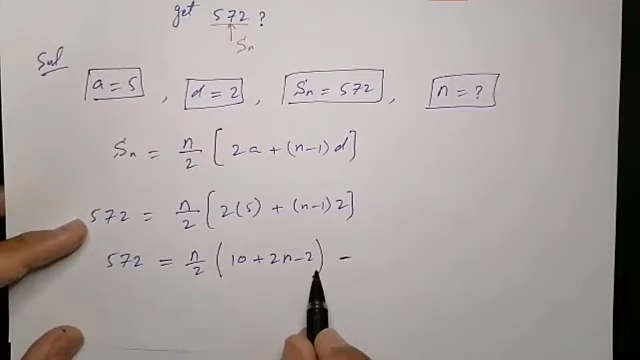 get 572 ?
Sn
Sol
a = 5 , d = 2 , Sn = 572 , n = ?
Sn = n/2 [ 2a + (n-1) d ]
572 = n/2 [ 2(5) + (n-1) 2 ]
572 = n/2 ( 10 + 2n - 2 ) -